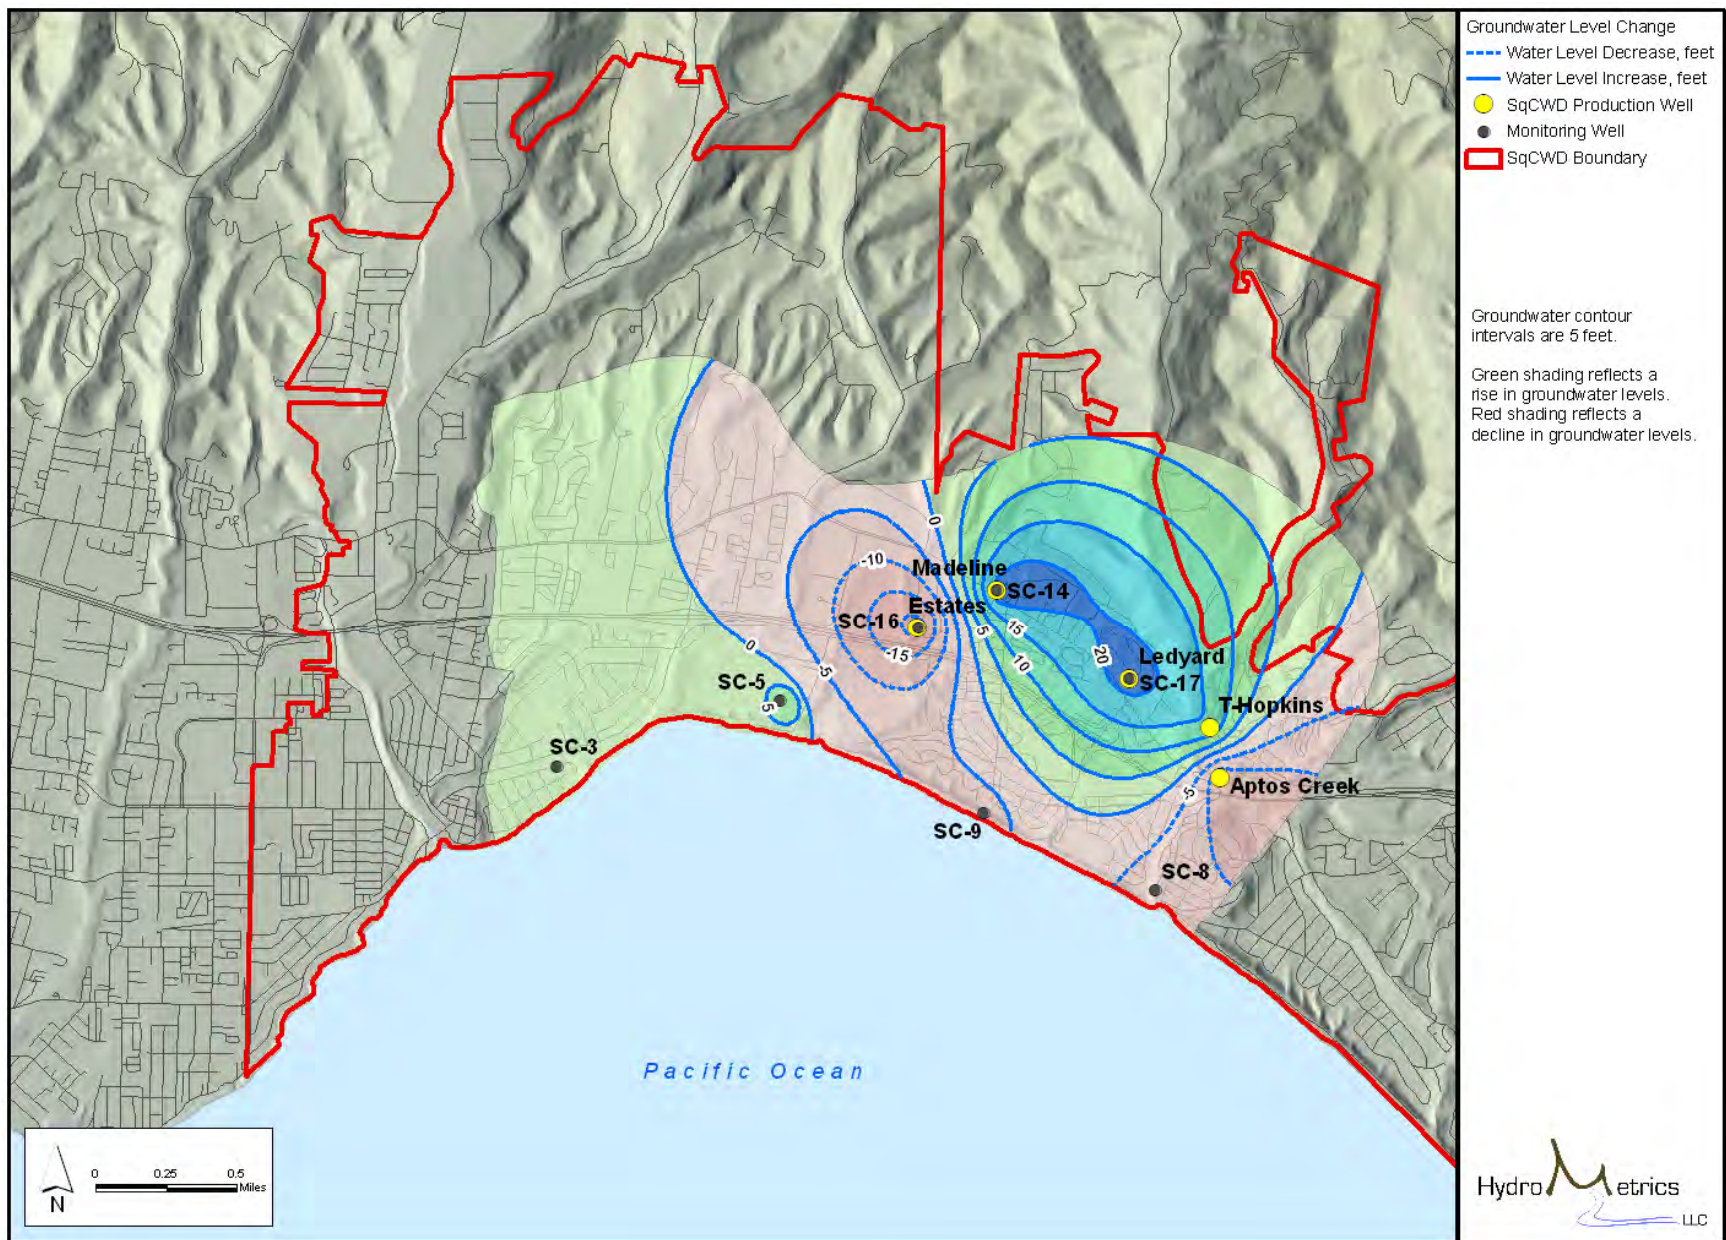 Groundwater Level Change
Water Level Decrease, feet
Water Level Increase, feet
SqCWD Production Well
Monitoring Well
SqCWD Boundary
Groundwater contour
intervals are 5 feet.
Green shading reflects a
rise in groundwater levels.
Red shading reflects a
decline in groundwater levels.
0
-10
Madeline
SC-14
Estates
SC-16
-15
5
15
10
20
0
-5
Ledyard
SC-17
SC-5
5
T-Hopkins
SC-3
Aptos Creek
-5
SC-9
SC-8
Pacific Ocean
N
0 0.25 0.5
Miles
HydroMetrics
LLC